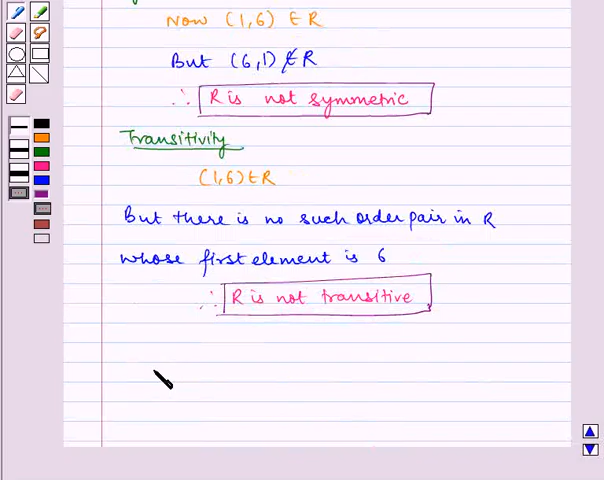 Now (1,6) ∈ R
But (6,1) ∉ R
∴ R is not symmetric
Transitivity
(1,6) ∈ R
But there is no such order pair in R
whose first element is 6
∴ R is not transitive